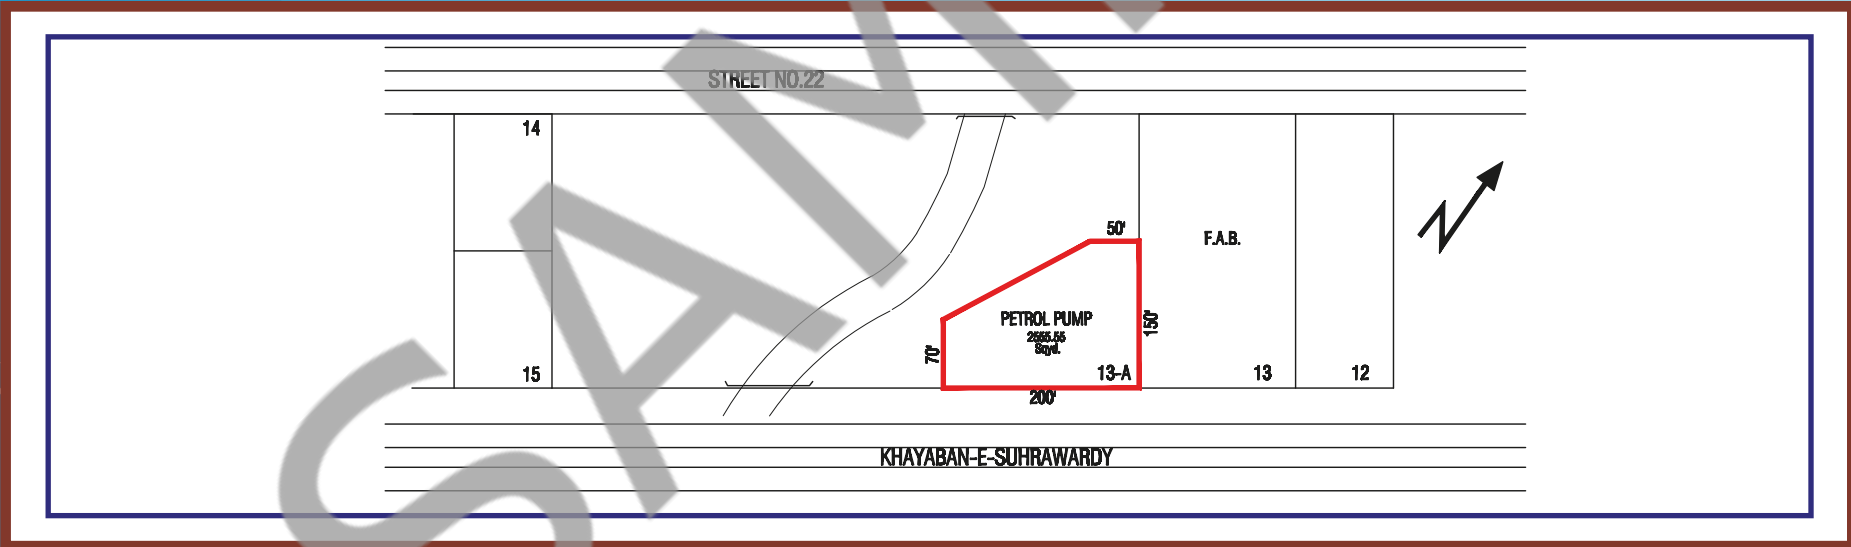 STREET NO.22
14
50'
F.A.B.
PETROL PUMP
2555.55
Sqyd.
150'
70'
15
13-A
13
12
200'
KHAYABAN-E-SUHRAWARDY
N
SAM